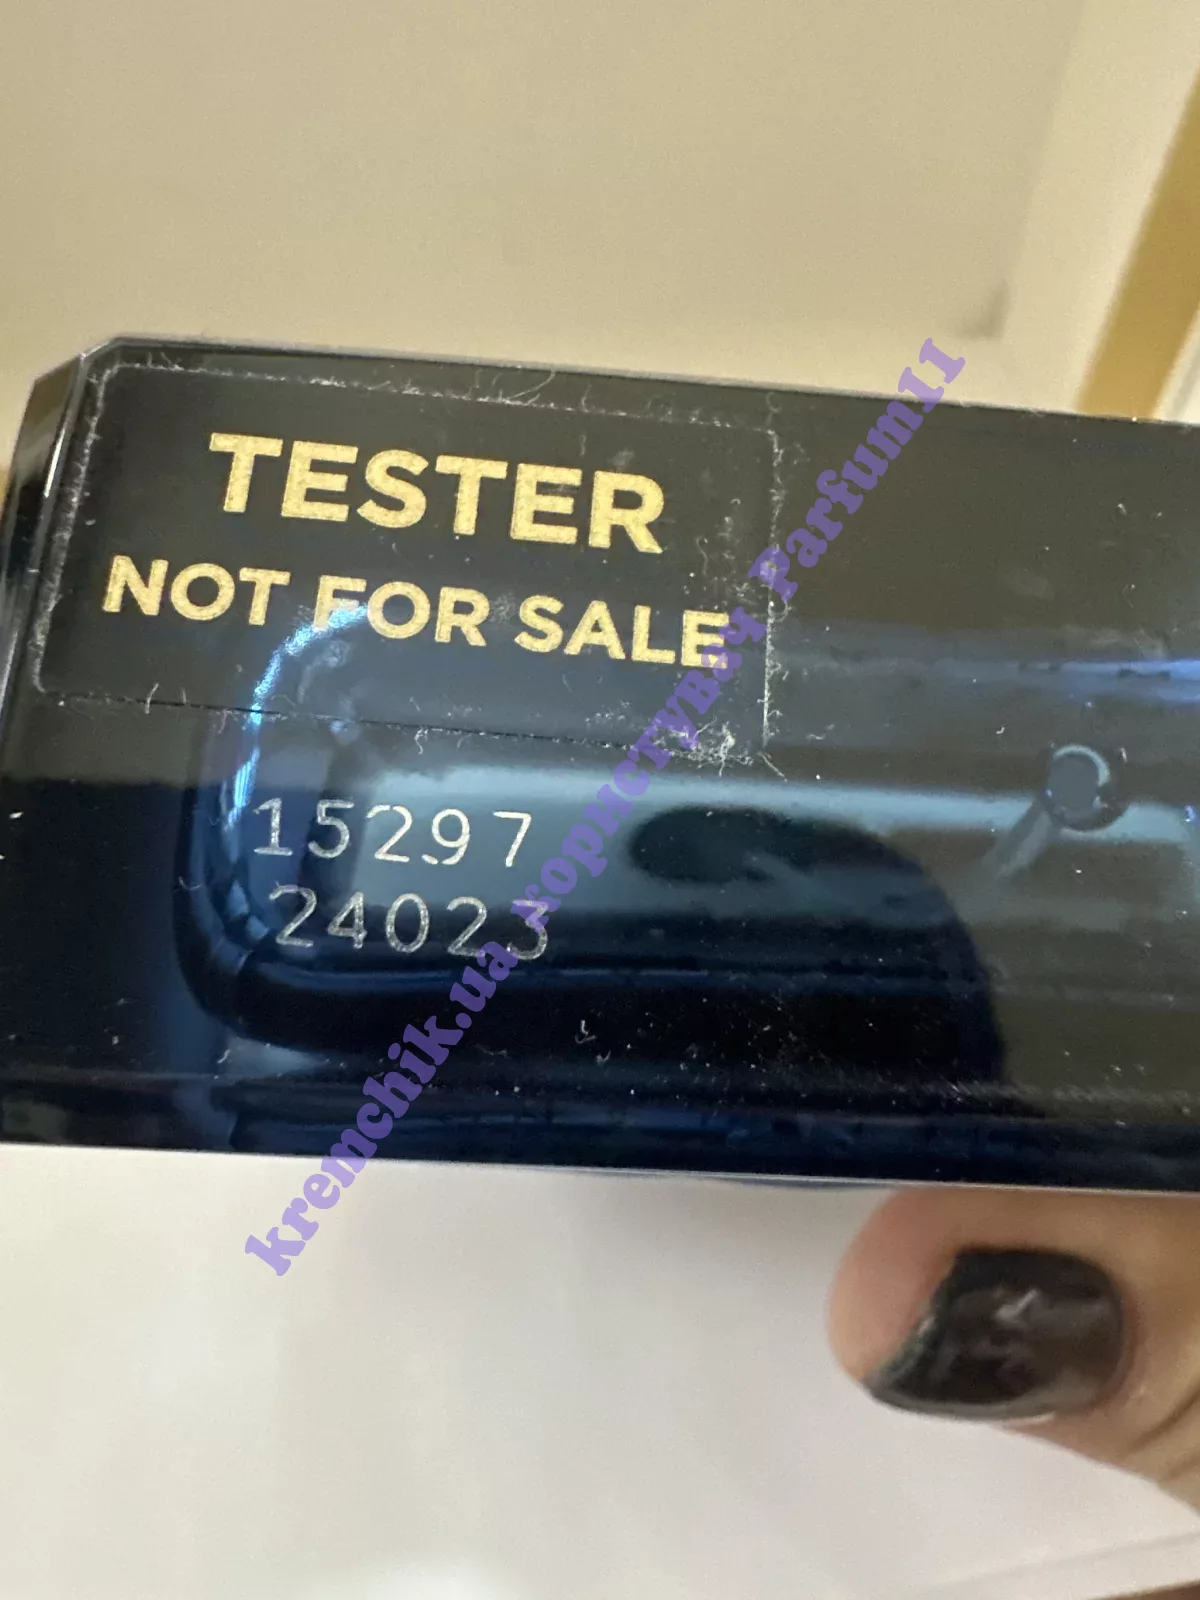 TESTER
NOT FOR SALE
15297
24023
kremchik.ua користувач Parfum11